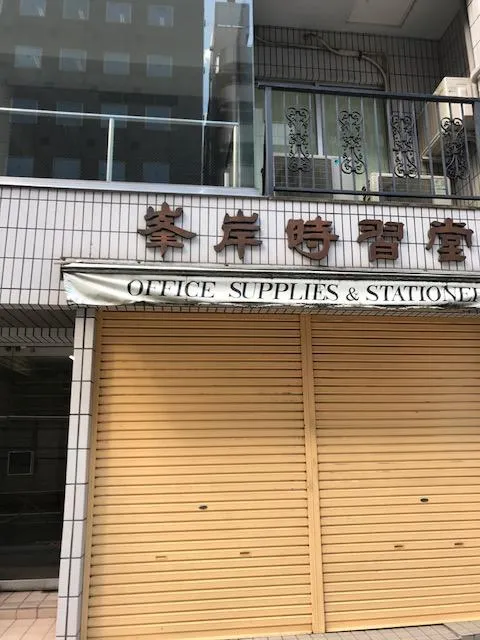 峯岸時習堂
OFFICE SUPPLIES & STATIONE